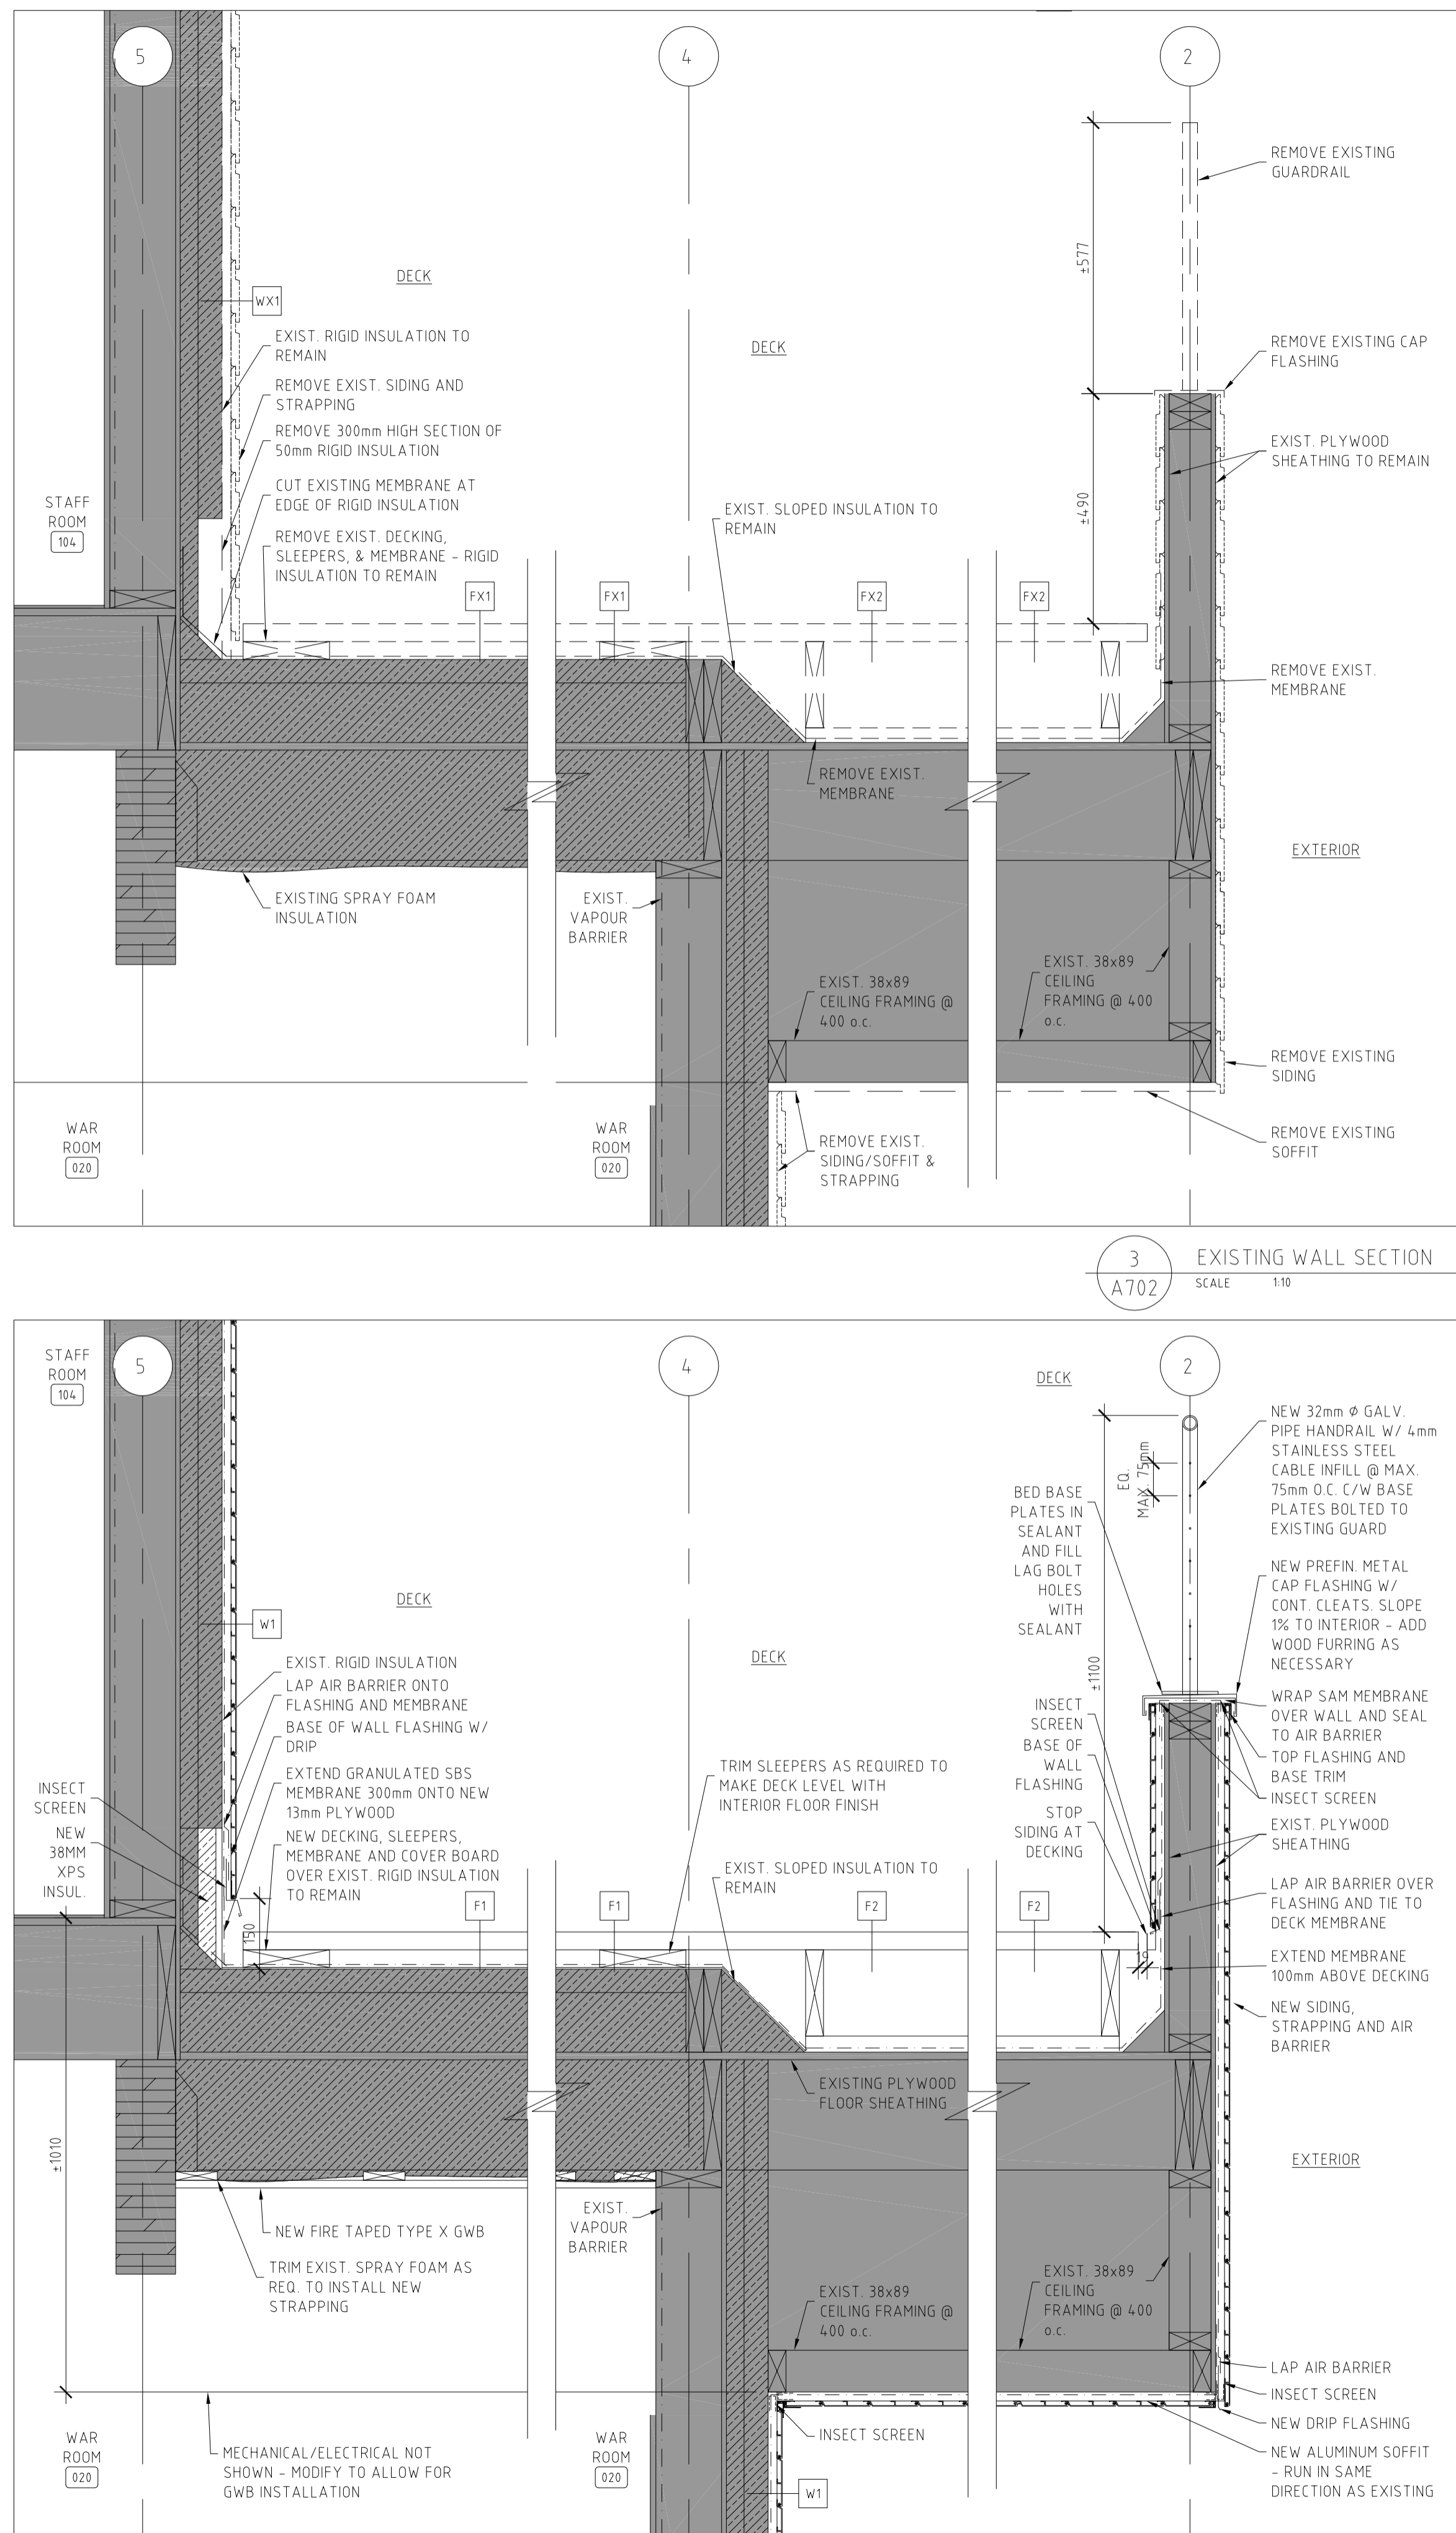 5
4
2
REMOVE EXISTING
GUARDRAIL
±577
DECK
WX1
EXIST. RIGID INSULATION TO
REMAIN
REMOVE EXIST. SIDING AND
STRAPPING
REMOVE 300mm HIGH SECTION OF
50mm RIGID INSULATION
CUT EXISTING MEMBRANE AT
EDGE OF RIGID INSULATION
REMOVE EXIST. DECKING,
SLEEPERS, & MEMBRANE – RIGID
INSULATION TO REMAIN
STAFF
ROOM
104
DECK
REMOVE EXISTING CAP
FLASHING
EXIST. PLYWOOD
SHEATHING TO REMAIN
±490
EXIST. SLOPED INSULATION TO
REMAIN
FX1
FX1
FX2
FX2
REMOVE EXIST.
MEMBRANE
REMOVE EXIST.
MEMBRANE
EXTERIOR
EXISTING SPRAY FOAM
INSULATION
EXIST.
VAPOUR
BARRIER
EXIST. 38x89
CEILING FRAMING @
400 o.c.
EXIST. 38x89
CEILING
FRAMING @ 400
o.c.
REMOVE EXISTING
SIDING
WAR
ROOM
020
WAR
ROOM
020
REMOVE EXIST.
SIDING/SOFFIT &
STRAPPING
REMOVE EXISTING
SOFFIT
3
A702
EXISTING WALL SECTION
SCALE 1:10
STAFF
ROOM
104
5
4
2
DECK
NEW 32mm Φ GALV.
PIPE HANDRAIL W/ 4mm
STAINLESS STEEL
CABLE INFILL @ MAX.
75mm O.C. C/W BASE
PLATES BOLTED TO
EXISTING GUARD
EQ.
MAX. 75mm
BED BASE
PLATES IN
SEALANT
AND FILL
LAG BOLT
HOLES
WITH
SEALANT
±1100
NEW PREFIN. METAL
CAP FLASHING W/
CONT. CLEATS. SLOPE
1% TO INTERIOR – ADD
WOOD FURRING AS
NECESSARY
DECK
W1
DECK
EXIST. RIGID INSULATION
LAP AIR BARRIER ONTO
FLASHING AND MEMBRANE
BASE OF WALL FLASHING W/
DRIP
EXTEND GRANULATED SBS
MEMBRANE 300mm ONTO NEW
13mm PLYWOOD
NEW DECKING, SLEEPERS,
MEMBRANE AND COVER BOARD
OVER EXIST. RIGID INSULATION
TO REMAIN
INSECT
SCREEN
NEW
38MM
XPS
INSUL.
TRIM SLEEPERS AS REQUIRED TO
MAKE DECK LEVEL WITH
INTERIOR FLOOR FINISH
EXIST. SLOPED INSULATION TO
REMAIN
INSECT
SCREEN
BASE OF
WALL
FLASHING
STOP
SIDING AT
DECKING
WRAP SAM MEMBRANE
OVER WALL AND SEAL
TO AIR BARRIER
TOP FLASHING AND
BASE TRIM
INSECT SCREEN
EXIST. PLYWOOD
SHEATHING
LAP AIR BARRIER OVER
FLASHING AND TIE TO
DECK MEMBRANE
EXTEND MEMBRANE
100mm ABOVE DECKING
NEW SIDING,
STRAPPING AND AIR
BARRIER
150
F1
F1
F2
F2
19
EXISTING PLYWOOD
FLOOR SHEATHING
±1010
EXTERIOR
NEW FIRE TAPED TYPE X GWB
TRIM EXIST. SPRAY FOAM AS
REQ. TO INSTALL NEW
STRAPPING
EXIST.
VAPOUR
BARRIER
EXIST. 38x89
CEILING FRAMING @
400 o.c.
EXIST. 38x89
CEILING
FRAMING @ 400
o.c.
LAP AIR BARRIER
INSECT SCREEN
NEW DRIP FLASHING
NEW ALUMINUM SOFFIT
– RUN IN SAME
DIRECTION AS EXISTING
WAR
ROOM
020
MECHANICAL/ELECTRICAL NOT
SHOWN – MODIFY TO ALLOW FOR
GWB INSTALLATION
WAR
ROOM
020
INSECT SCREEN
W1